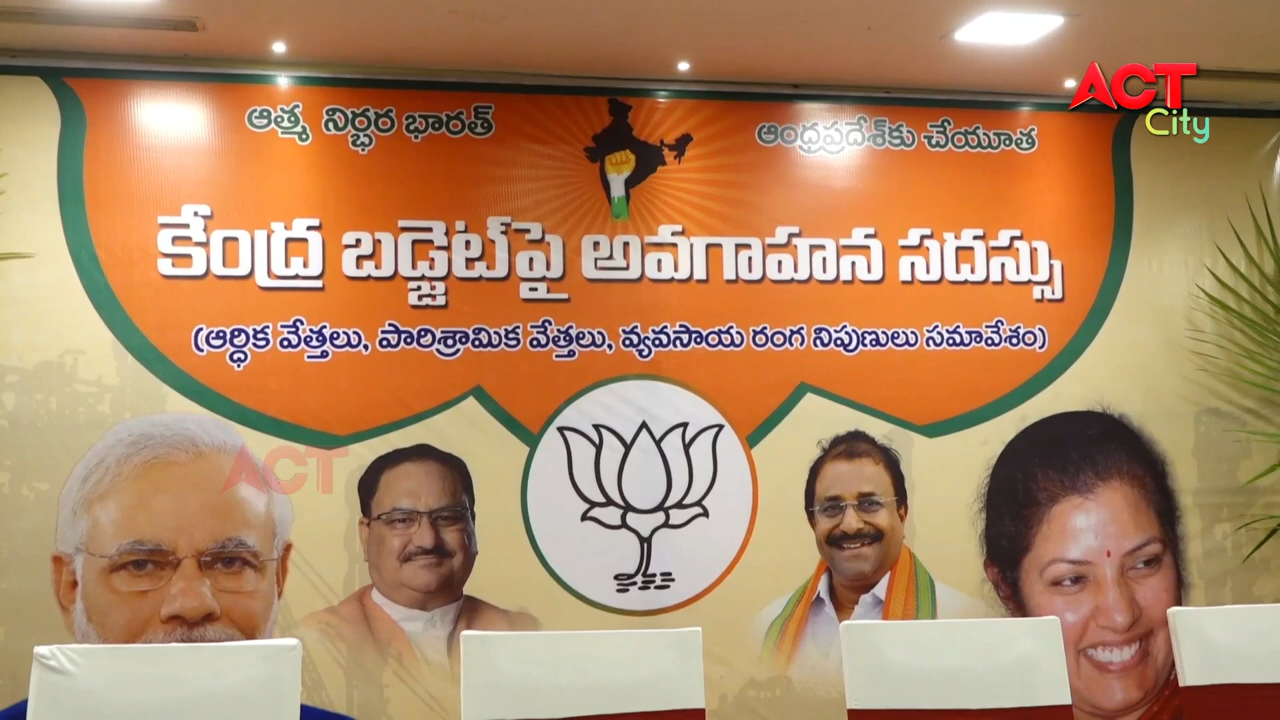 ఆత్మ నిర్భర భారత్
ఆంధ్రప్రదేశ్‌కు చేయూత
కేంద్ర బడ్జెట్‌పై అవగాహన సదస్సు
(ఆర్ధిక వేత్తలు, పారిశ్రామిక వేత్తలు, వ్యవసాయ రంగ నిపుణులు సమావేశం)
ACT
City
ACT